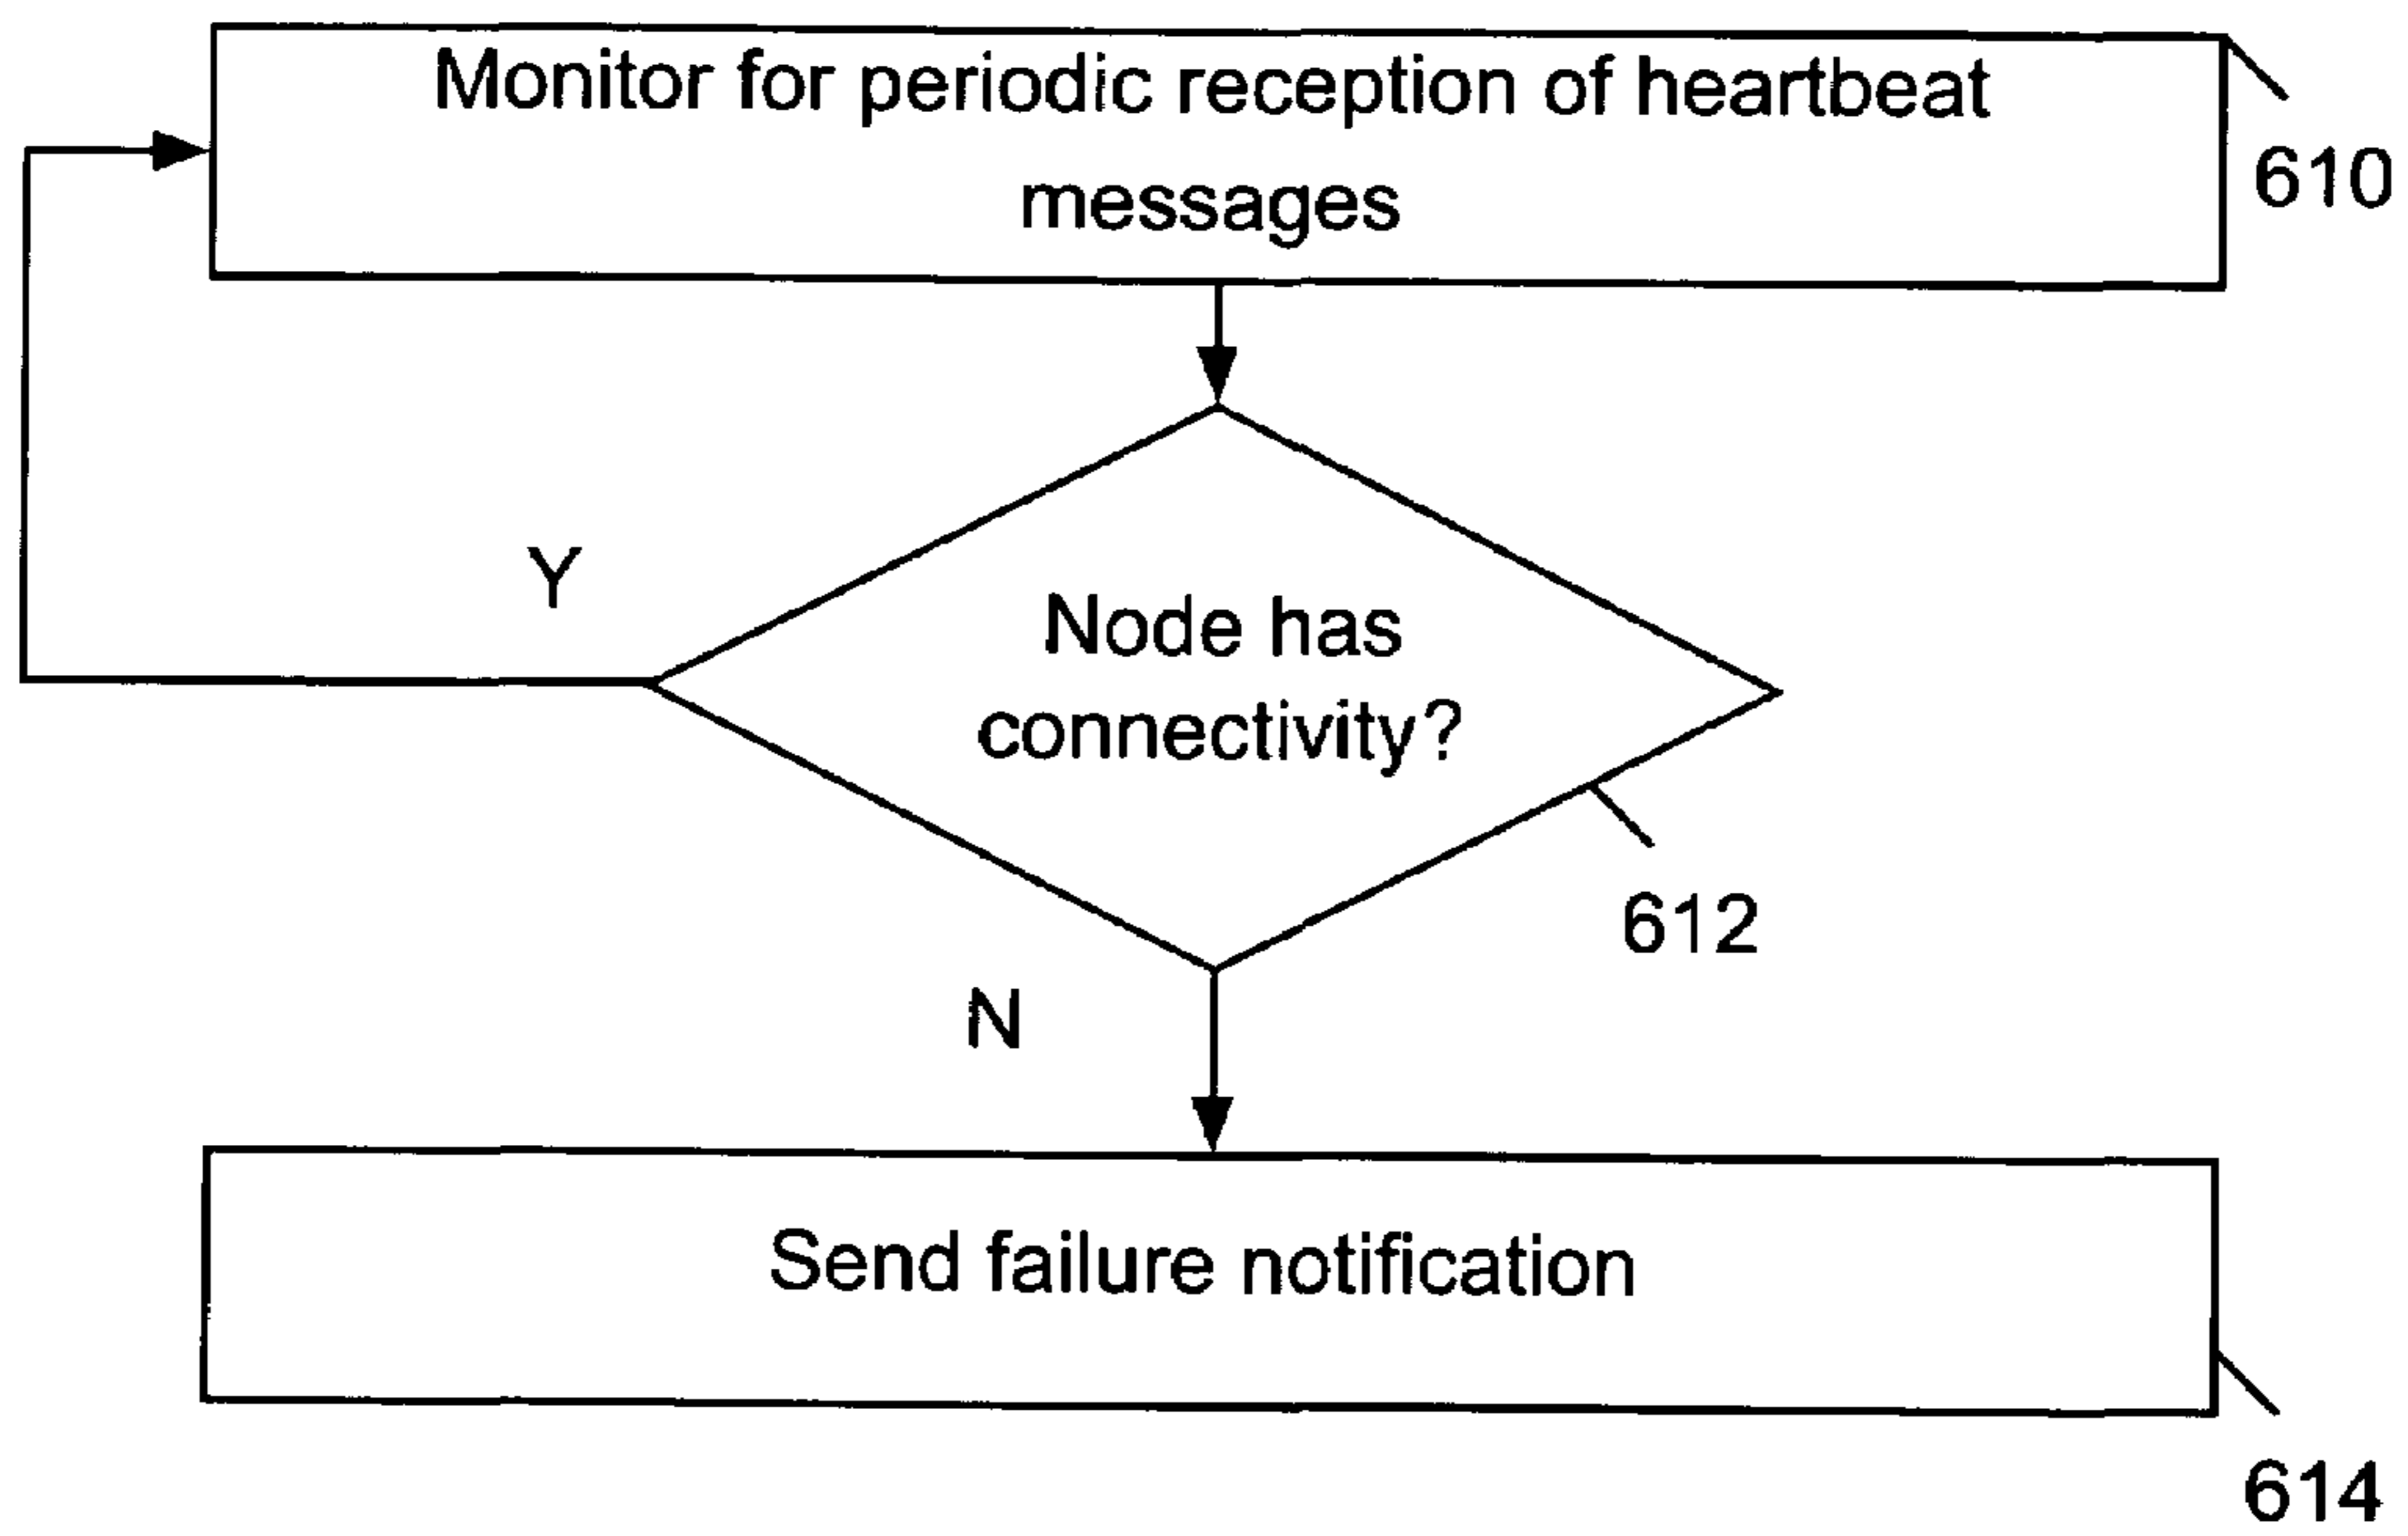 Monitor for periodic reception of heartbeat
messages
610
Y
Node has
connectivity?
612
N
Send failure notification
614